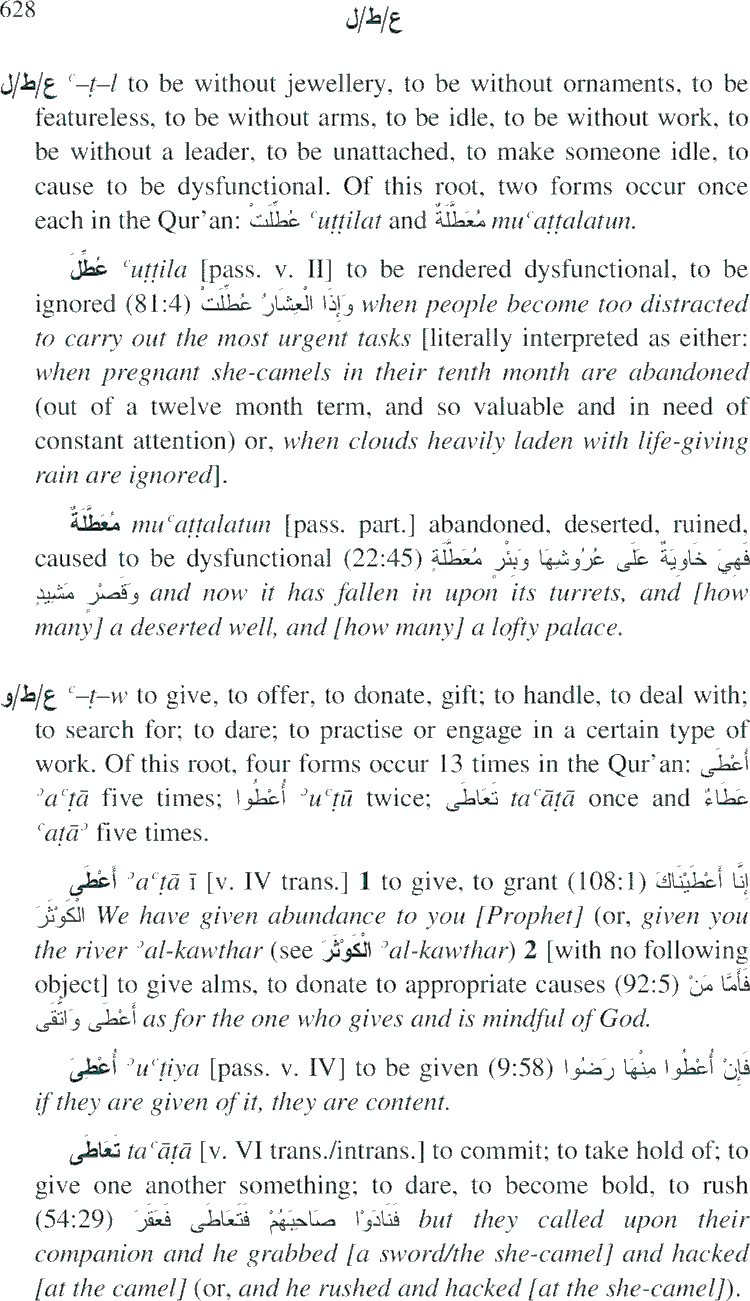 628
ع/ط/ل
ع/ط/ل ʿ–ṭ–l to be without jewellery, to be without ornaments, to be
featureless, to be without arms, to be idle, to be without work, to
be without a leader, to be unattached, to make someone idle, to
cause to be dysfunctional. Of this root, two forms occur once
each in the Qur'an: عُطِّلَتْ ʿuṭṭilat and مُعَطَّلَةٌ muʿaṭṭalatun.
عُطِّلَ ʿuṭṭila [pass. v. II] to be rendered dysfunctional, to be
ignored (81:4) وَإِذَا الْعِشَارُ عُطِّلَتْ when people become too distracted
to carry out the most urgent tasks [literally interpreted as either:
when pregnant she-camels in their tenth month are abandoned
(out of a twelve month term, and so valuable and in need of
constant attention) or, when clouds heavily laden with life-giving
rain are ignored].
مُعَطَّلَةٌ muʿaṭṭalatun [pass. part.] abandoned, deserted, ruined,
caused to be dysfunctional (22:45) فَهِيَ خَاوِيَةٌ عَلَى عُرُوشِهَا وَبِئْرٍ مُعَطَّلَةٍ
وَقَصْرٍ مَشِيدٍ and now it has fallen in upon its turrets, and [how
many] a deserted well, and [how many] a lofty palace.
ع/ط/و ʿ–ṭ–w to give, to offer, to donate, gift; to handle, to deal with;
to search for; to dare; to practise or engage in a certain type of
work. Of this root, four forms occur 13 times in the Qur'an: أَعْطَى
ʾaʿṭā five times; أُعْطُوا ʾuʿṭū twice; تَعَاطَى taʿāṭā once and عَطَاءٌ
ʿaṭāʾ five times.
أَعْطَى ʾaʿṭā ī [v. IV trans.] 1 to give, to grant (108:1) إِنَّا أَعْطَيْنَاكَ
الْكَوْثَرَ We have given abundance to you [Prophet] (or, given you
the river ʾal-kawthar (see الْكَوْثَرَ ʾal-kawthar) 2 [with no following
object] to give alms, to donate to appropriate causes (92:5) فَأَمَّا مَنْ
أَعْطَى وَاتَّقَى as for the one who gives and is mindful of God.
أُعْطِيَ ʾuʿṭiya [pass. v. IV] to be given (9:58) فَإِنْ أُعْطُوا مِنْهَا رَضُوا
if they are given of it, they are content.
تَعَاطَى taʿāṭā [v. VI trans./intrans.] to commit; to take hold of; to
give one another something; to dare, to become bold, to rush
(54:29) فَنَادَوْا صَاحِبَهُمْ فَتَعَاطَى فَعَقَرَ but they called upon their
companion and he grabbed [a sword/the she-camel] and hacked
[at the camel] (or, and he rushed and hacked [at the she-camel]).